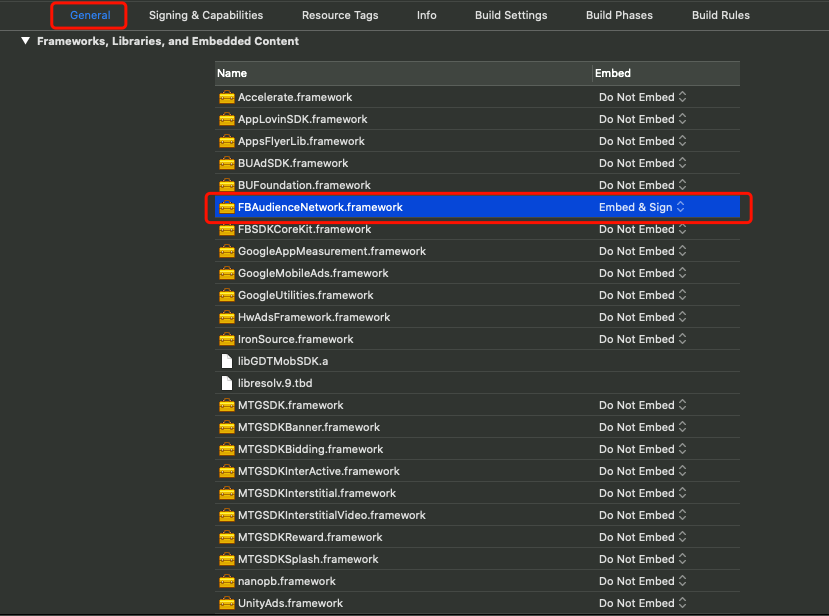 General Signing & Capabilities Resource Tags Info Build Settings Build Phases Build Rules
Frameworks, Libraries, and Embedded Content
Name Embed
Accelerate.framework Do Not Embed
AppLovinSDK.framework Do Not Embed
AppsFlyerLib.framework Do Not Embed
BUAdSDK.framework Do Not Embed
BUFoundation.framework Do Not Embed
FBAudienceNetwork.framework Embed & Sign
FBSDKCoreKit.framework Do Not Embed
GoogleAppMeasurement.framework Do Not Embed
GoogleMobileAds.framework Do Not Embed
GoogleUtilities.framework Do Not Embed
HwAdsFramework.framework Do Not Embed
IronSource.framework Do Not Embed
libGDTMobSDK.a
libresolv.9.tbd
MTGSDK.framework Do Not Embed
MTGSDKBanner.framework Do Not Embed
MTGSDKBidding.framework Do Not Embed
MTGSDKInterActive.framework Do Not Embed
MTGSDKInterstitial.framework Do Not Embed
MTGSDKInterstitialVideo.framework Do Not Embed
MTGSDKReward.framework Do Not Embed
MTGSDKSplash.framework Do Not Embed
nanopb.framework Do Not Embed
UnityAds.framework Do Not Embed